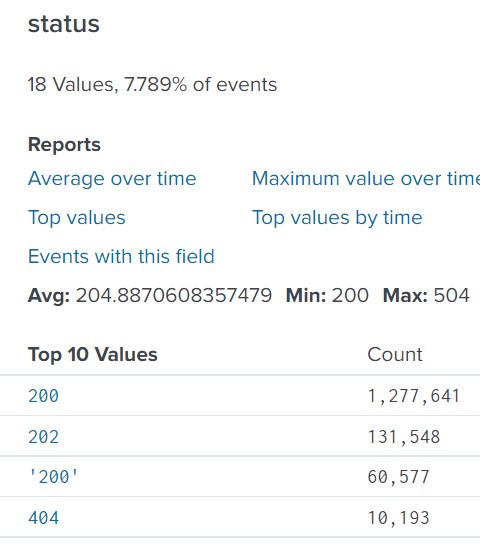 status
18 Values, 7.789% of events
Reports
Average over time Maximum value over time
Top values Top values by time
Events with this field
Avg: 204.8870608357479 Min: 200 Max: 504
Top 10 Values Count
200 1,277,641
202 131,548
'200' 60,577
404 10,193